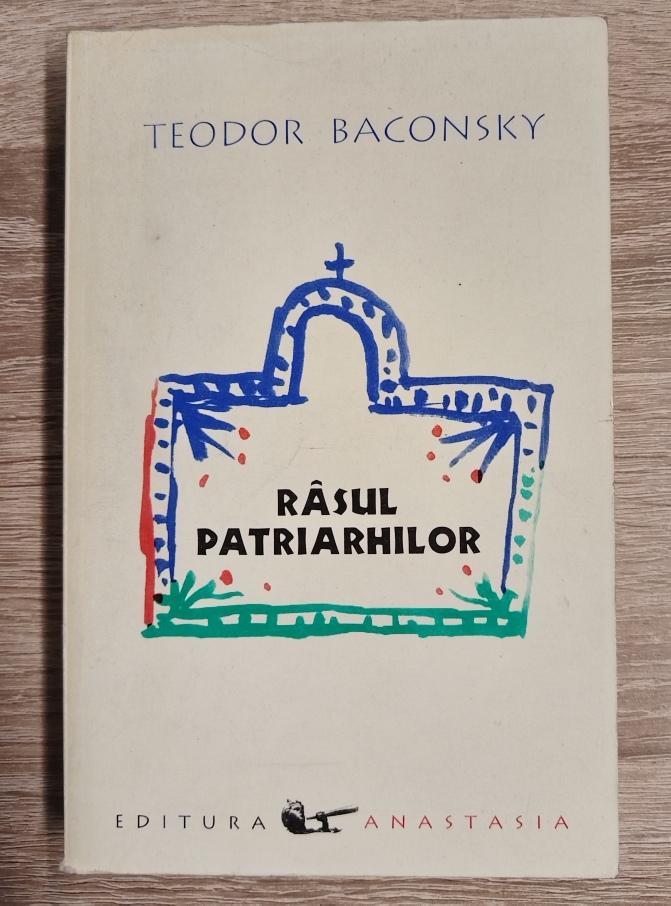 TEODOR BACONSKY
RÂSUL
PATRIARHILOR
EDITURA ANASTASIA